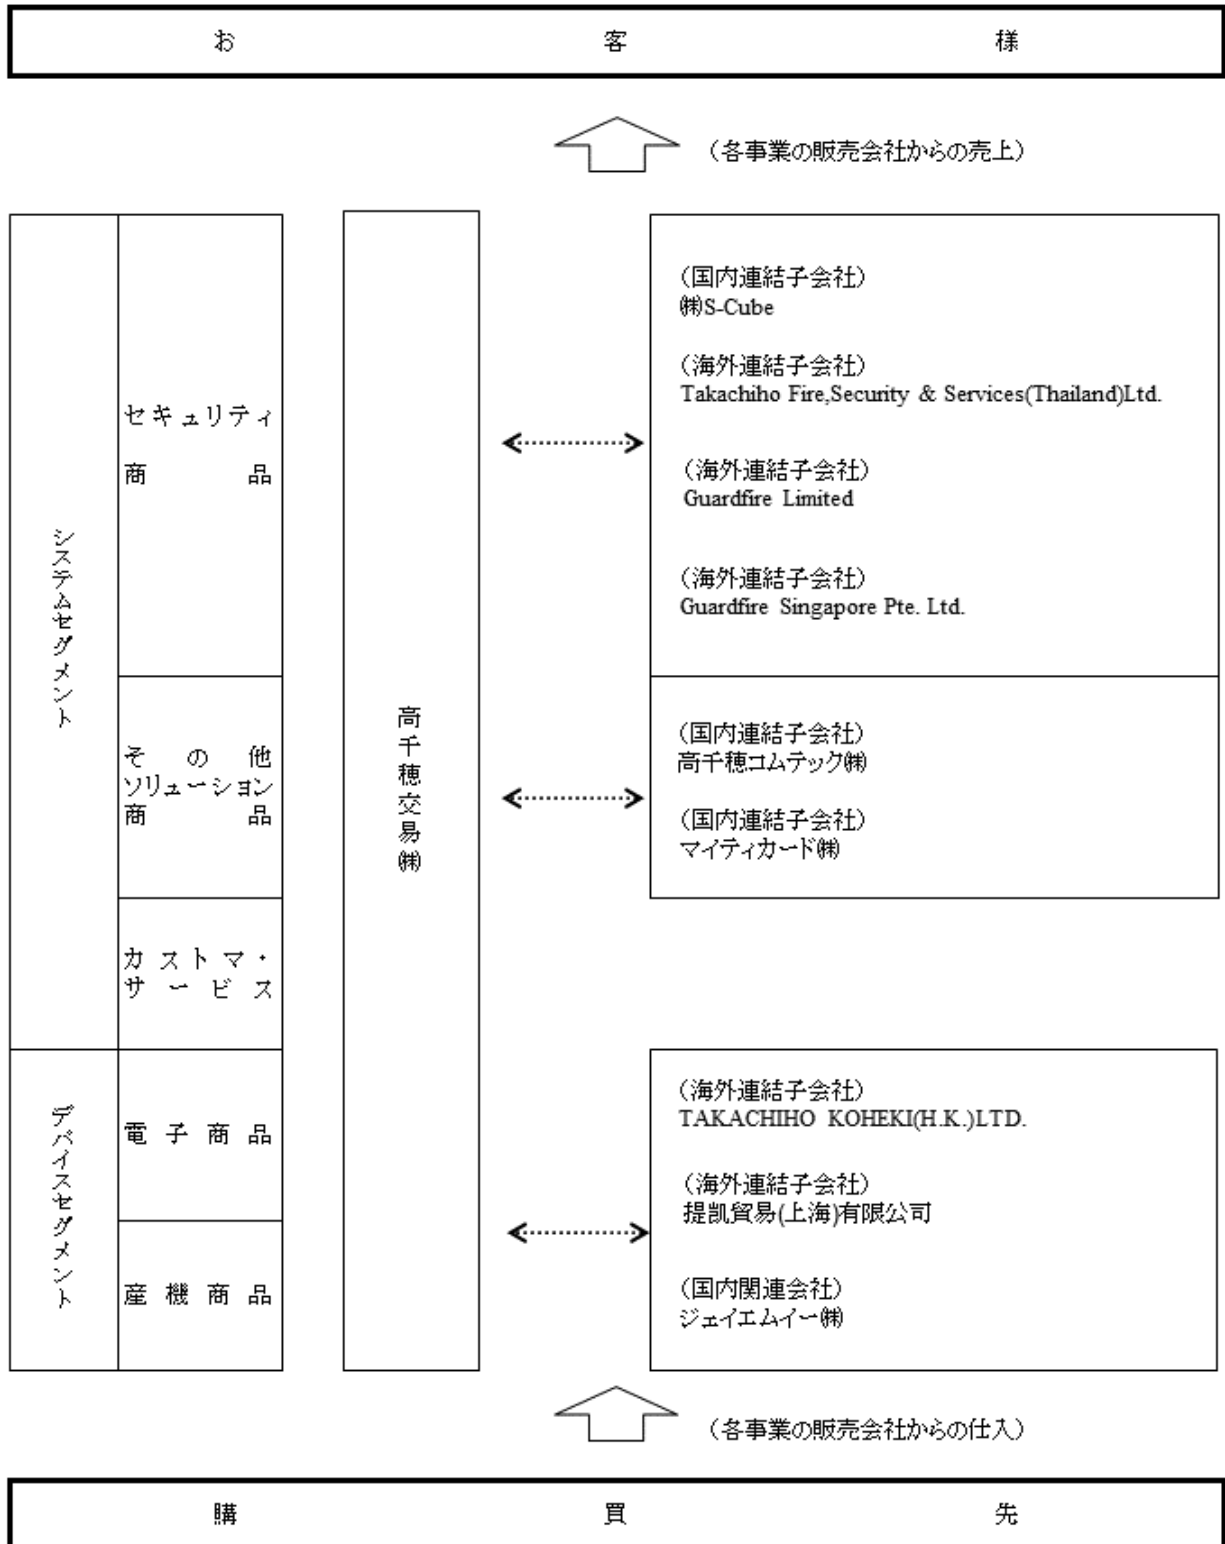 お客様
（各事業の販売会社からの売上）
システムセグメント
セキュリティ
商品
その他
ソリューション
商品
カストマ・
サービス
デバイスセグメント
電子商品
産機商品
高千穂交易㈱
（国内連結子会社）
㈱S-Cube
（海外連結子会社）
Takachiho Fire,Security & Services(Thailand)Ltd.
（海外連結子会社）
Guardfire Limited
（海外連結子会社）
Guardfire Singapore Pte. Ltd.
（国内連結子会社）
高千穂コムテック㈱
（国内連結子会社）
マイティカード㈱
（海外連結子会社）
TAKACHIHO KOHEKI(H.K.)LTD.
（海外連結子会社）
提凱貿易(上海)有限公司
（国内関連会社）
ジェイエムイー㈱
（各事業の販売会社からの仕入）
購買先